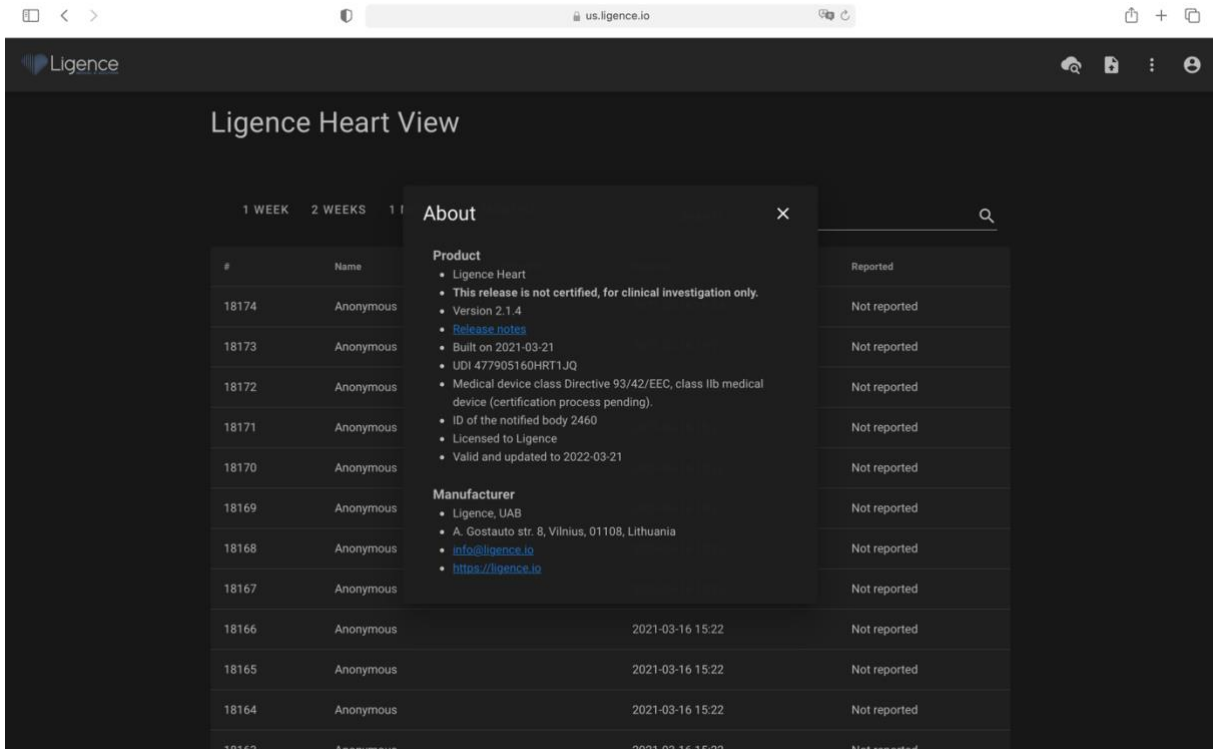 us.ligence.io
Ligence
Ligence Heart View
1 WEEK 2 WEEKS
About
# Name Reported
Product
Ligence Heart
18174 Anonymous Not reported
This release is not certified, for clinical investigation only.
Version 2.1.4
Release notes
18173 Anonymous Not reported
Built on 2021-03-21
UDI 477905160HRT1JQ
18172 Anonymous Not reported
Medical device class Directive 93/42/EEC, class IIb medical
device (certification process pending).
18171 Anonymous Not reported
ID of the notified body 2460
Licensed to Ligence
Valid and updated to 2022-03-21
18170 Anonymous Not reported
Manufacturer
18169 Anonymous Not reported
Ligence, UAB
A. Gostauto str. 8, Vilnius, 01108, Lithuania
18168 Anonymous Not reported
info@ligence.io
https://ligence.io
18167 Anonymous Not reported
18166 Anonymous 2021-03-16 15:22 Not reported
18165 Anonymous 2021-03-16 15:22 Not reported
18164 Anonymous 2021-03-16 15:22 Not reported